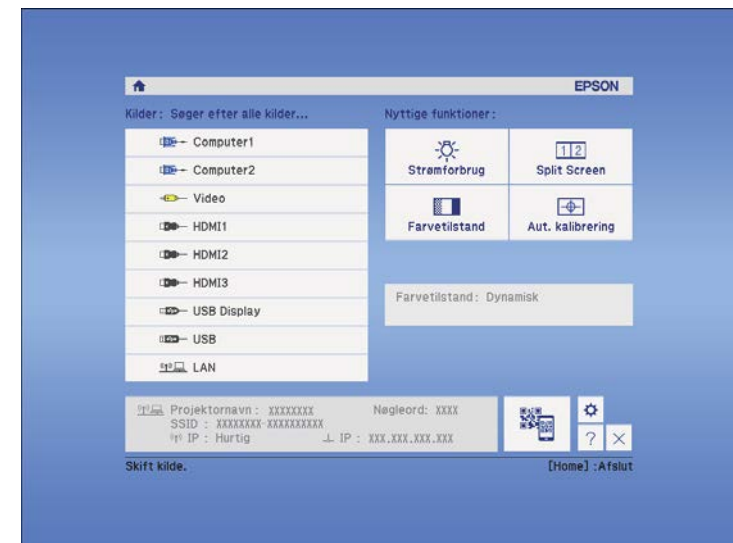 EPSON
Kilder: Søger efter alle kilder...
Computer1
Computer2
Video
HDMI1
HDMI2
HDMI3
USB Display
USB
LAN
Nyttige funktioner:
Strømforbrug
1 2
Split Screen
Farvetilstand
Aut. kalibrering
Farvetilstand: Dynamisk
Projektornavn: XXXXXXXX Nøgleord: XXXX
SSID : XXXXXXXX-XXXXXXXXXX
IP : Hurtig IP : XXX.XXX.XXX.XXX
?
Skift kilde. [Home] :Afslut